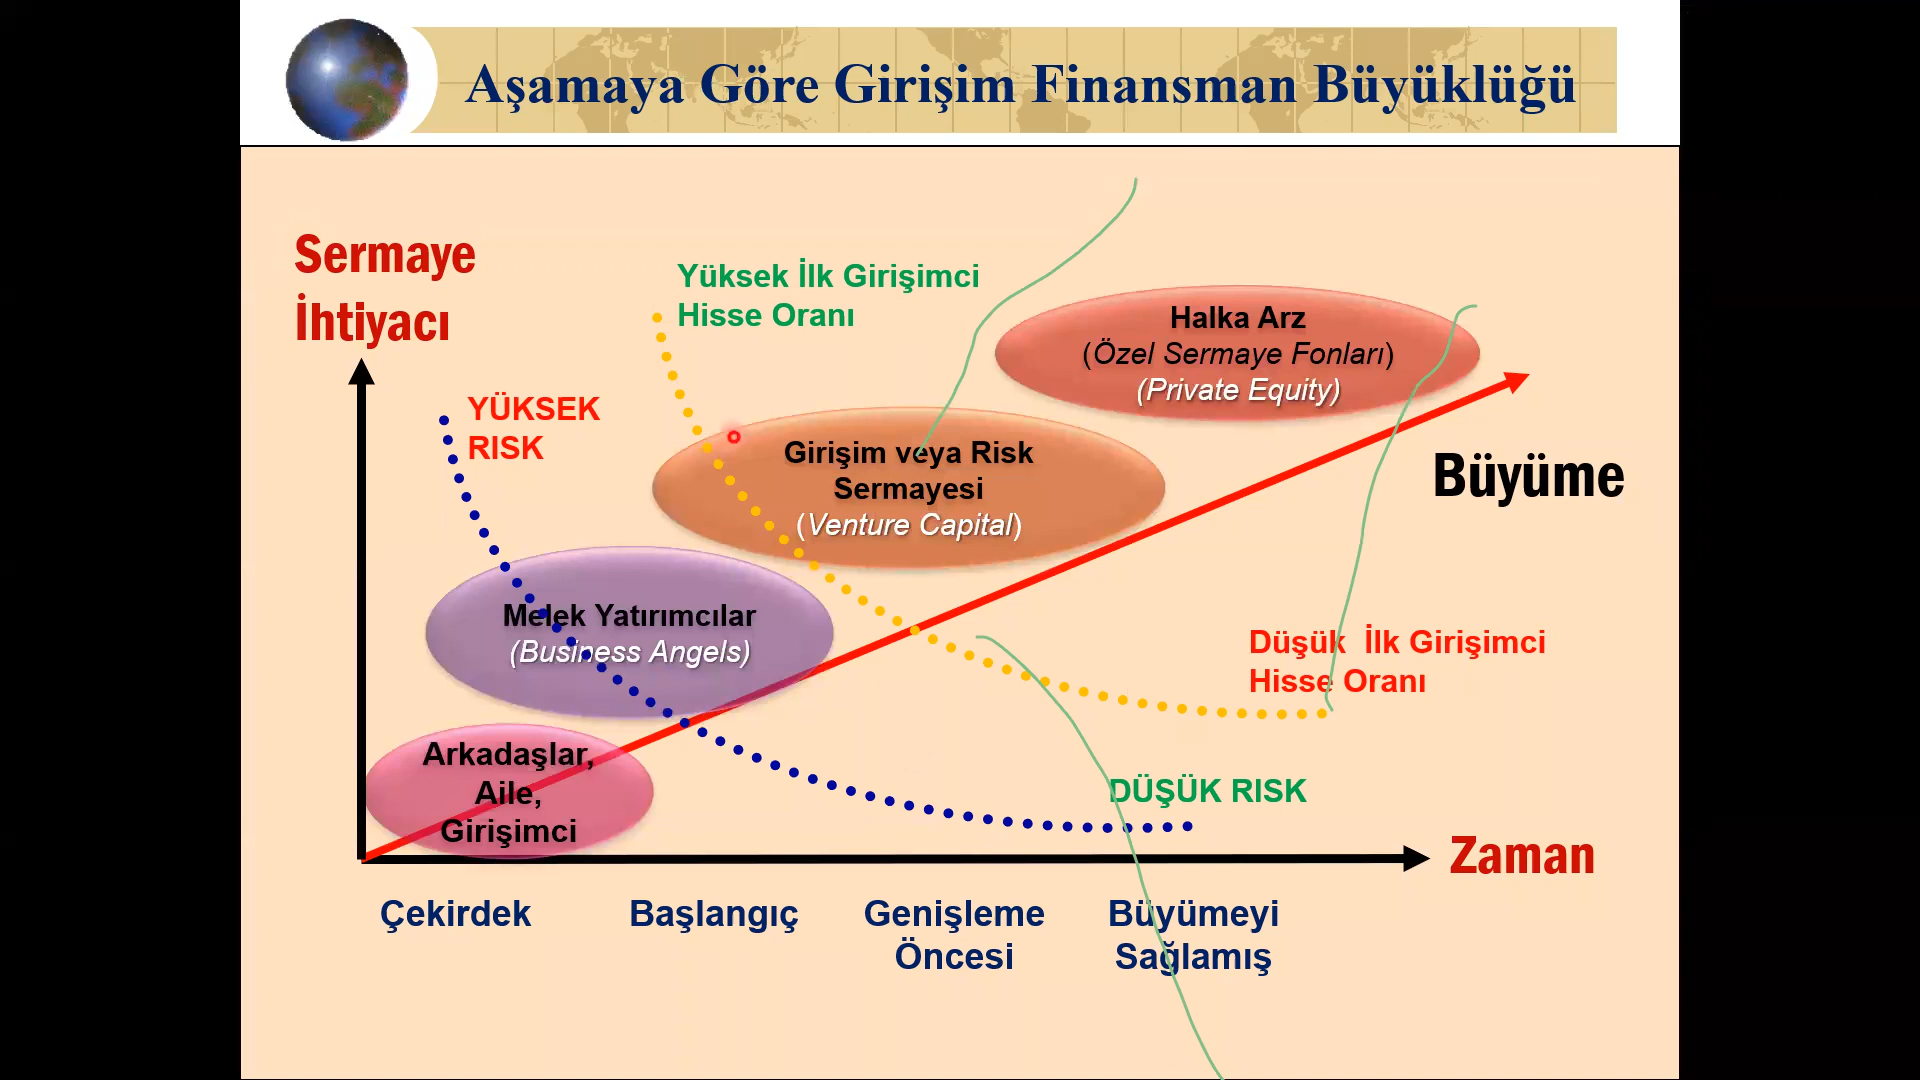 Aşamaya Göre Girişim Finansman Büyüklüğü
Sermaye
İhtiyacı
Yüksek İlk Girişimci
Hisse Oranı
YÜKSEK
RISK
Halka Arz
(Özel Sermaye Fonları)
(Private Equity)
Girişim veya Risk
Sermayesi
(Venture Capital)
Büyüme
Melek Yatırımcılar
(Business Angels)
Düşük İlk Girişimci
Hisse Oranı
Arkadaşlar,
Aile,
Girişimci
DÜŞÜK RISK
Zaman
Çekirdek
Başlangıç
Genişleme
Öncesi
Büyümeyi
Sağlamış